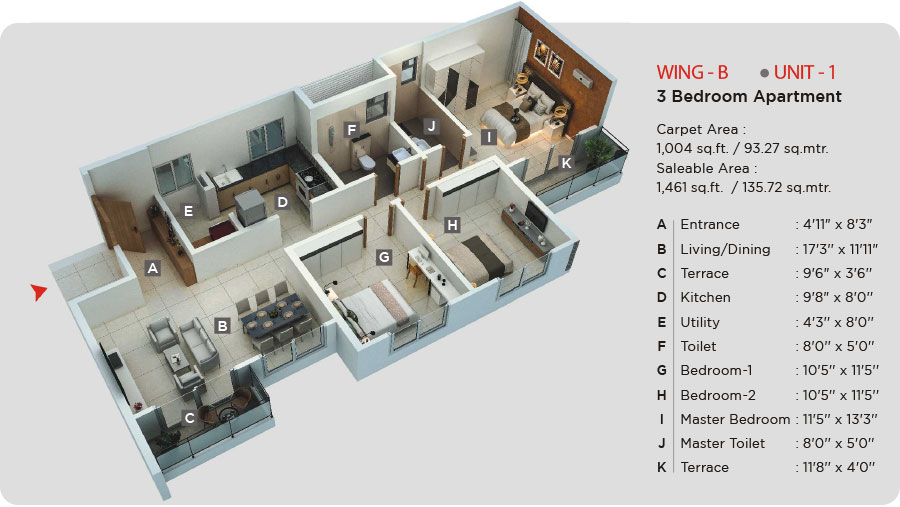 WING - B ● UNIT - 1
3 Bedroom Apartment
Carpet Area :
1,004 sq.ft. / 93.27 sq.mtr.
Saleable Area :
1,461 sq.ft. / 135.72 sq.mtr.
A Entrance : 4'11" x 8'3"
B Living/Dining : 17'3" x 11'11"
C Terrace : 9'6" x 3'6"
D Kitchen : 9'8" x 8'0"
E Utility : 4'3" x 8'0"
F Toilet : 8'0" x 5'0"
G Bedroom-1 : 10'5" x 11'5"
H Bedroom-2 : 10'5" x 11'5"
I Master Bedroom : 11'5" x 13'3"
J Master Toilet : 8'0" x 5'0"
K Terrace : 11'8" x 4'0"
F
J
I
K
E
D
H
G
A
B
C